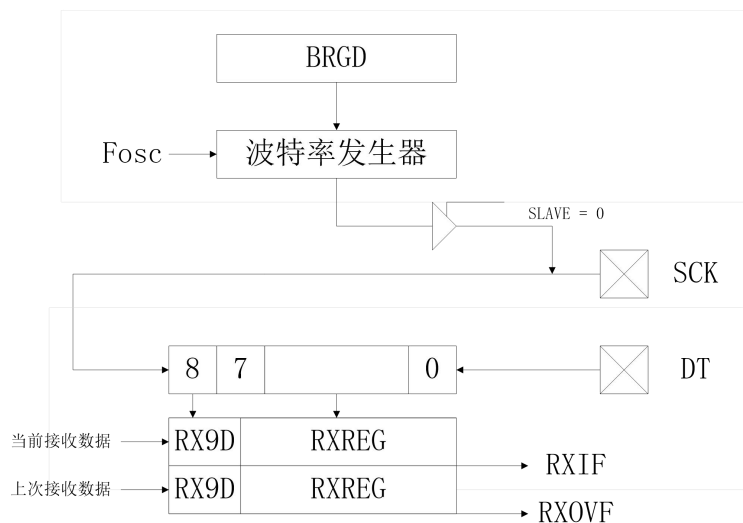 BRGD
Fosc
波特率发生器
SLAVE = 0
SCK
8 7 0
DT
当前接收数据
RX9D RXREG
RXIF
上次接收数据
RX9D RXREG
RXOVF